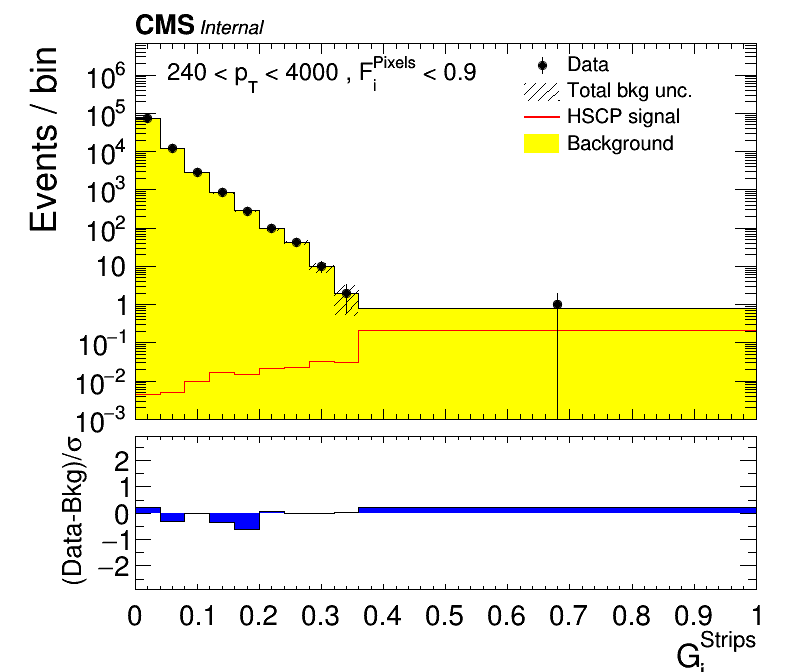 CMS Internal
240 < p_T < 4000 , F_i^Pixels < 0.9
Data
Total bkg unc.
HSCP signal
Background
Events / bin
10^6
10^5
10^4
10^3
10^2
10
1
10^−1
10^−2
10^−3
(Data-Bkg)/σ
2
1
0
−1
−2
0 0.1 0.2 0.3 0.4 0.5 0.6 0.7 0.8 0.9 1
G_i^Strips